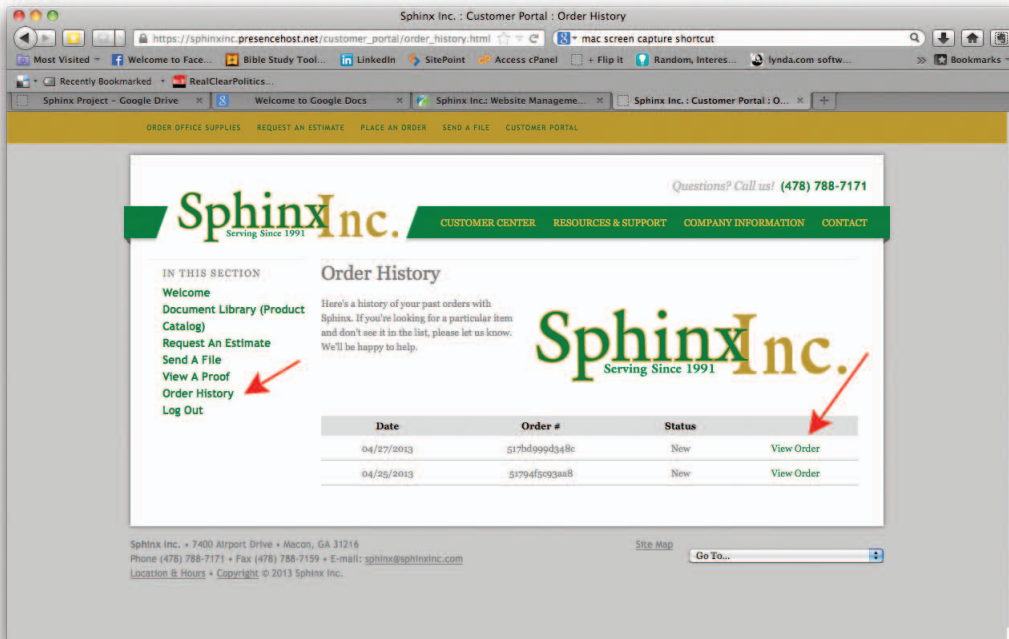 Sphinx Inc. : Customer Portal : Order History
https://sphinxinc.presencehost.net/customer_portal/order_history.html
mac screen capture shortcut
Most Visited Welcome to Face... Bible Study Tool... LinkedIn SitePoint Access cPanel + Flip it Random, Interes... lynda.com softw... Bookmarks
Recently Bookmarked RealClearPolitics...
Sphinx Project - Google Drive Welcome to Google Docs Sphinx Inc.: Website Manageme... Sphinx Inc. : Customer Portal : O...
ORDER OFFICE SUPPLIES REQUEST AN ESTIMATE PLACE AN ORDER SEND A FILE CUSTOMER PORTAL
Questions? Call us! (478) 788-7171
Sphinx Inc.
Serving Since 1991
CUSTOMER CENTER RESOURCES & SUPPORT COMPANY INFORMATION CONTACT
IN THIS SECTION
Welcome
Document Library (Product
Catalog)
Request An Estimate
Send A File
View A Proof
Order History
Log Out
Order History
Here's a history of your past orders with
Sphinx. If you're looking for a particular item
and don't see it in the list, please let us know.
We'll be happy to help.
Sphinx Inc.
Serving Since 1991
Date Order # Status
04/27/2013 517bd999d348c New View Order
04/25/2013 51794f5c93aa8 New View Order
Sphinx Inc. • 7400 Airport Drive • Macon, GA 31216
Phone (478) 788-7171 • Fax (478) 788-7159 • E-mail: sphinx@sphinxinc.com
Location & Hours • Copyright © 2013 Sphinx Inc.
Site Map
Go To...